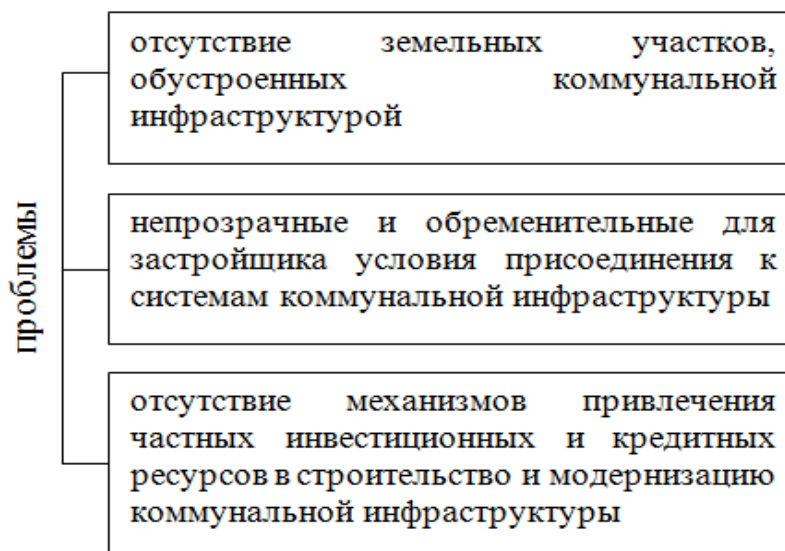 проблемы
отсутствие земельных участков,
обустроенных коммунальной
инфраструктурой
непрозрачные и обременительные для
застройщика условия присоединения к
системам коммунальной инфраструктуры
отсутствие механизмов привлечения
частных инвестиционных и кредитных
ресурсов в строительство и модернизацию
коммунальной инфраструктуры